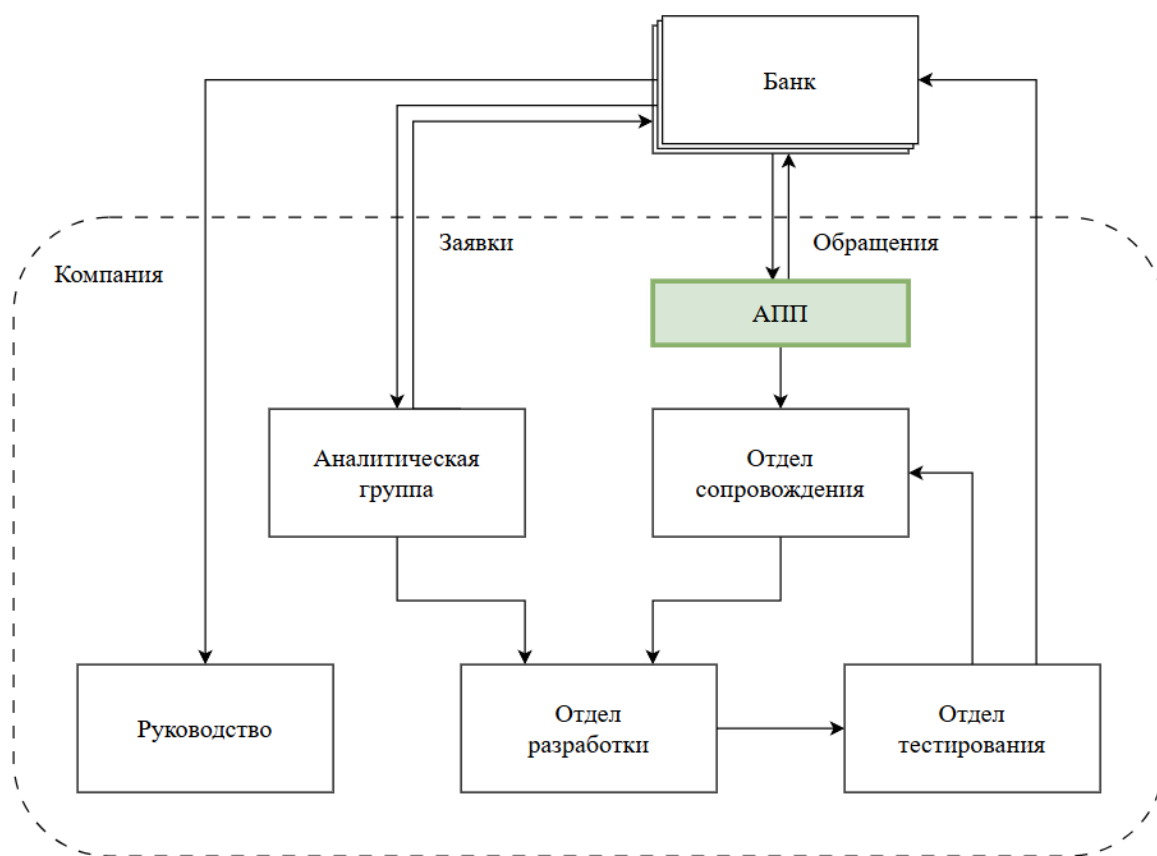 Банк
Заявки
Обращения
Компания
АПП
Аналитическая
группа
Отдел
сопровождения
Руководство
Отдел
разработки
Отдел
тестирования